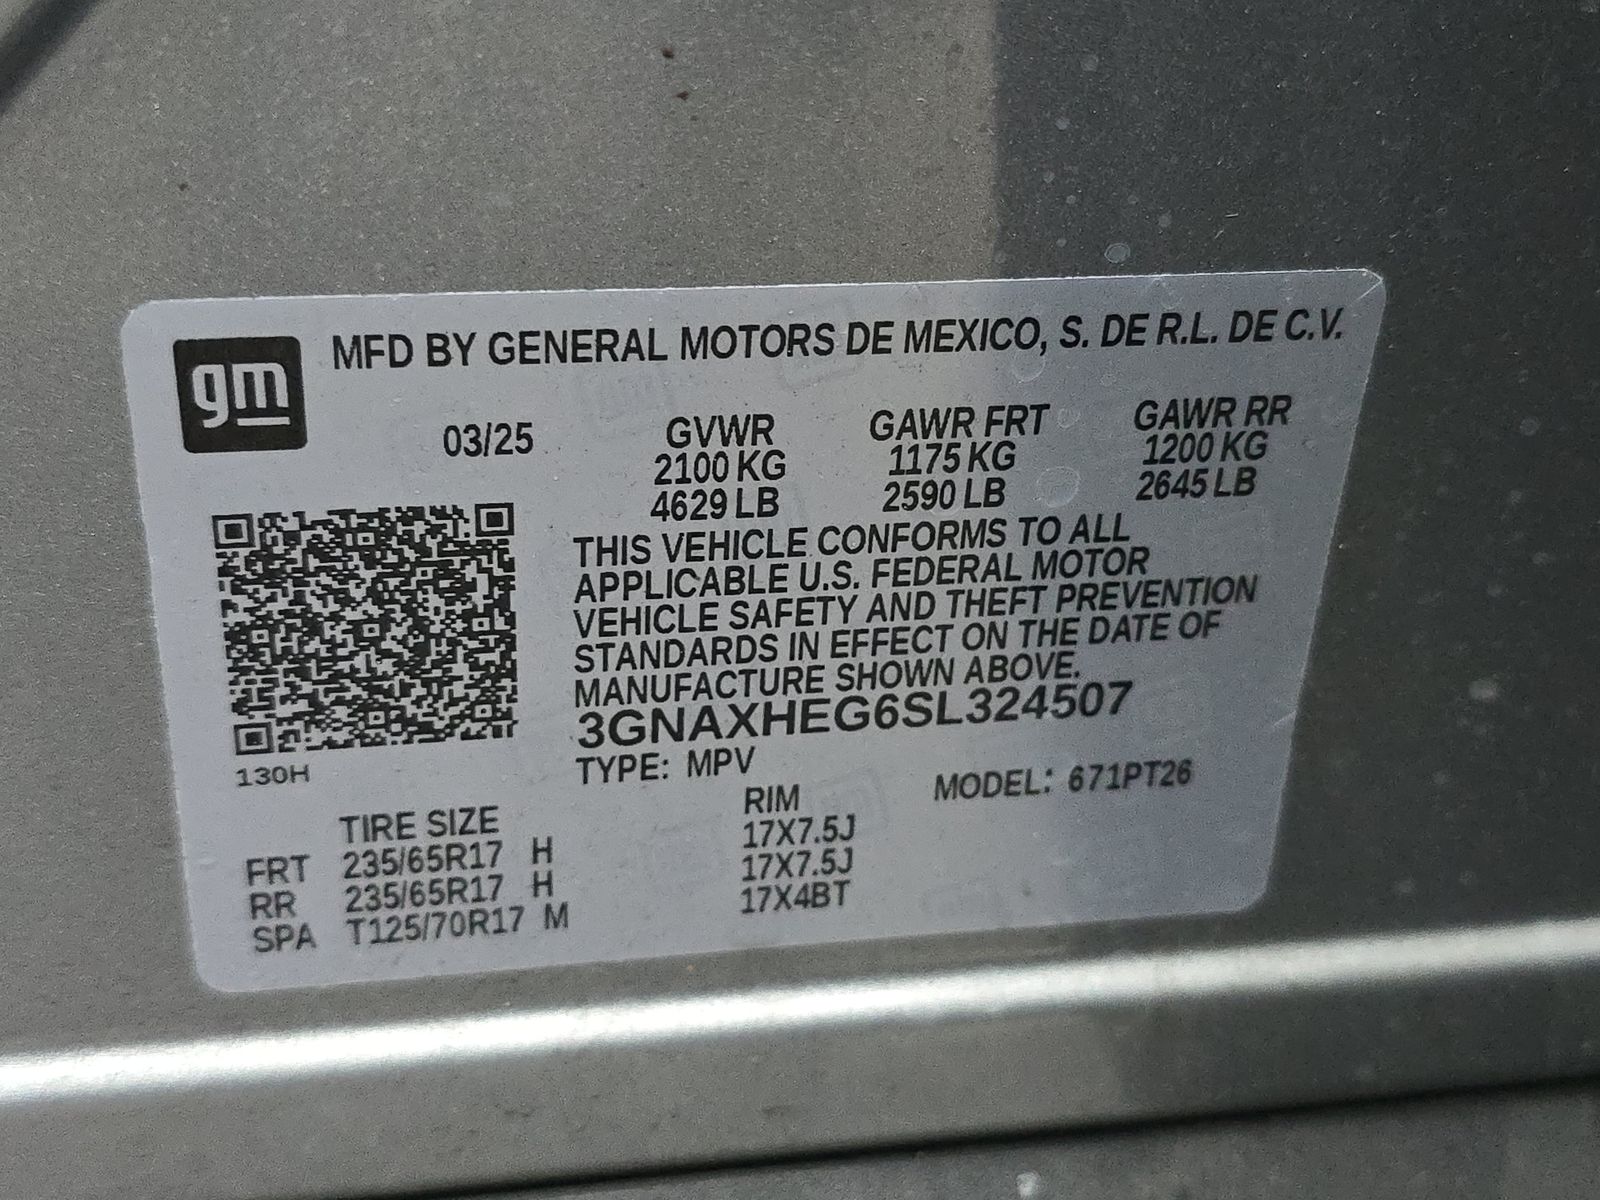 gm MFD BY GENERAL MOTORS DE MEXICO, S. DE R.L. DE C.V.
03/25 GVWR GAWR FRT GAWR RR
2100 KG 1175 KG 1200 KG
4629 LB 2590 LB 2645 LB
THIS VEHICLE CONFORMS TO ALL
APPLICABLE U.S. FEDERAL MOTOR
VEHICLE SAFETY AND THEFT PREVENTION
STANDARDS IN EFFECT ON THE DATE OF
MANUFACTURE SHOWN ABOVE.
3GNAXHEG6SL324507
130H TYPE: MPV MODEL: 671PT26
TIRE SIZE RIM
FRT 235/65R17 H 17X7.5J
RR 235/65R17 H 17X7.5J
SPA T125/70R17 M 17X4BT